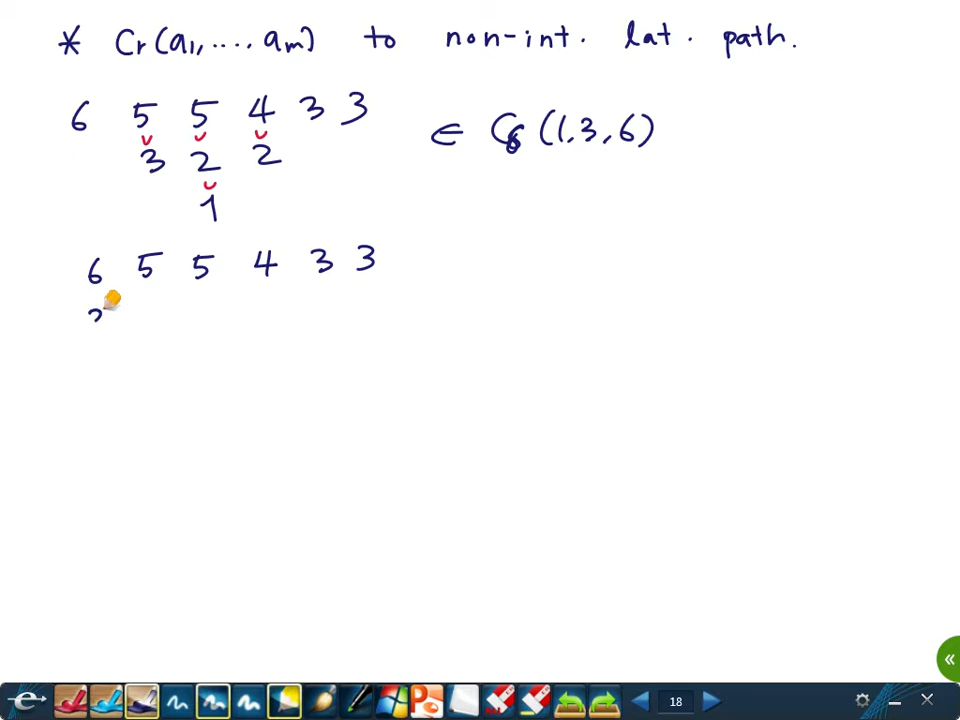 * Cr(a1,....am) to non-int. lat. path.
6 5 5 4 3 3
∈ C6 (1,3,6)
3 2 2
1
6 5 5 4 3 3
18